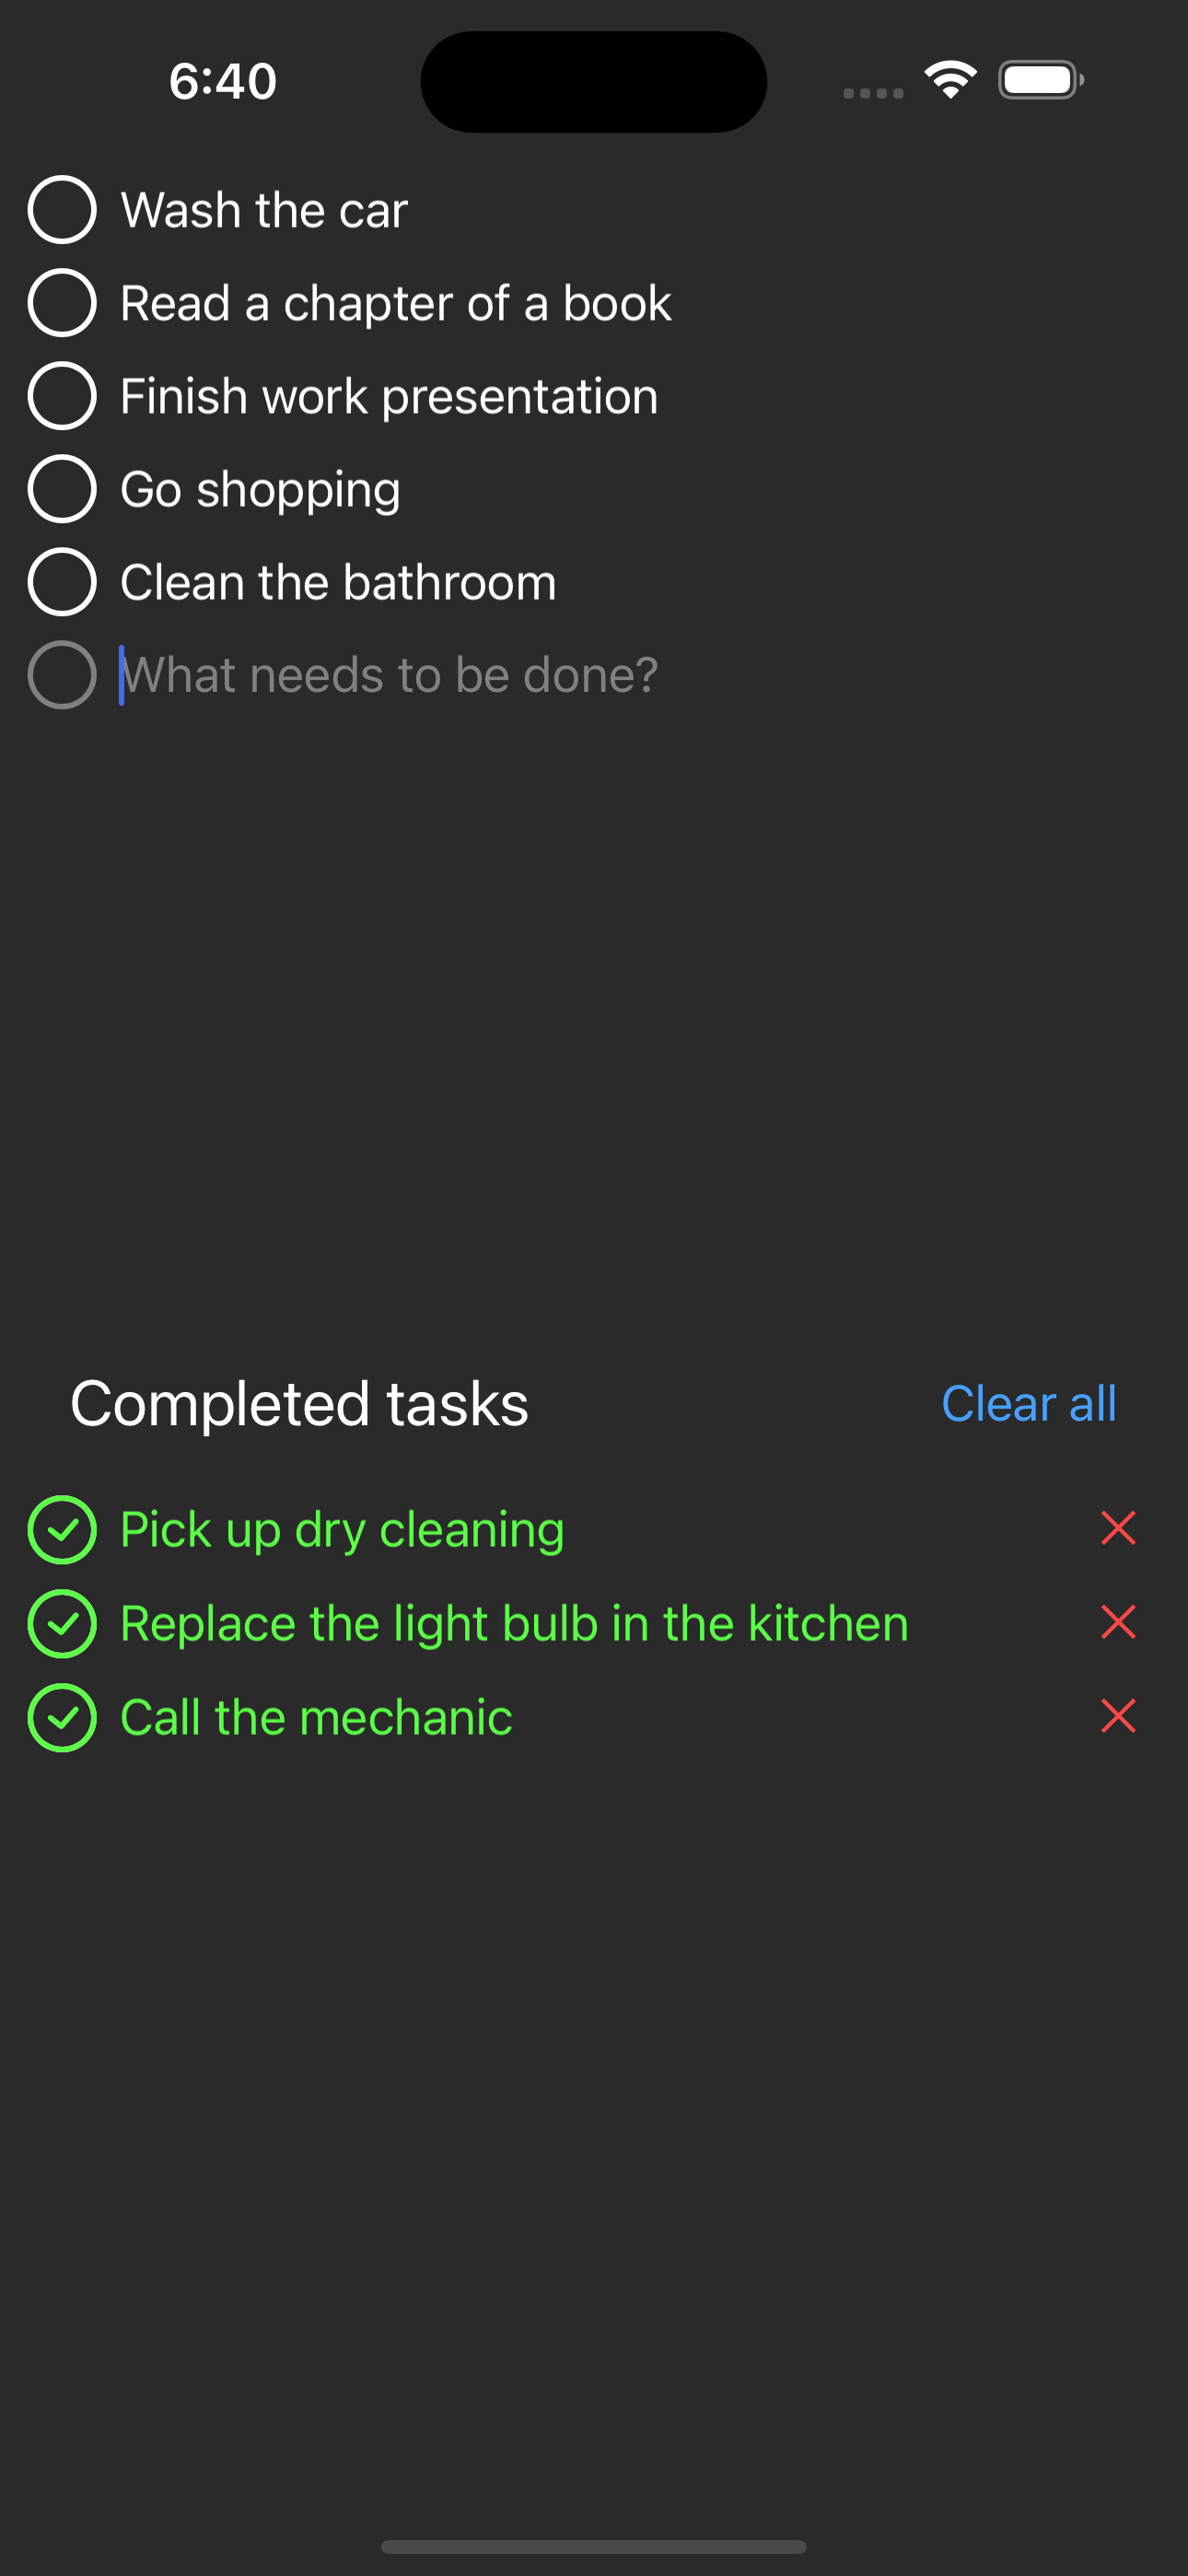 6:40
Wash the car
Read a chapter of a book
Finish work presentation
Go shopping
Clean the bathroom
What needs to be done?
Completed tasks Clear all
Pick up dry cleaning
Replace the light bulb in the kitchen
Call the mechanic